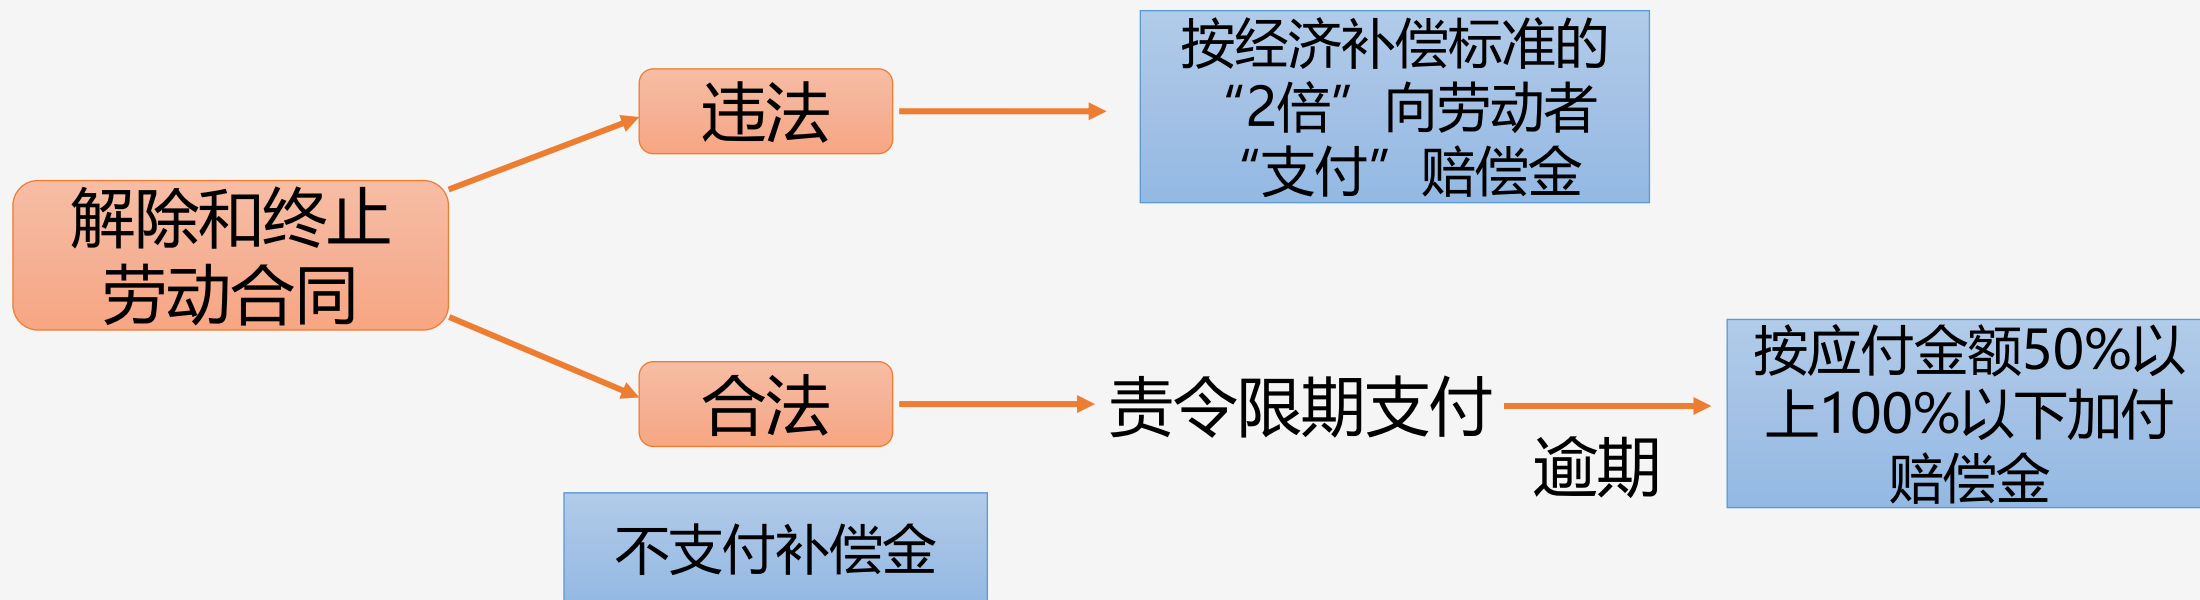 解除和终止
劳动合同
违法
按经济补偿标准的
“2倍”向劳动者
“支付”赔偿金
合法
责令限期支付
逾期
按应付金额50%以
上100%以下加付
赔偿金
不支付补偿金